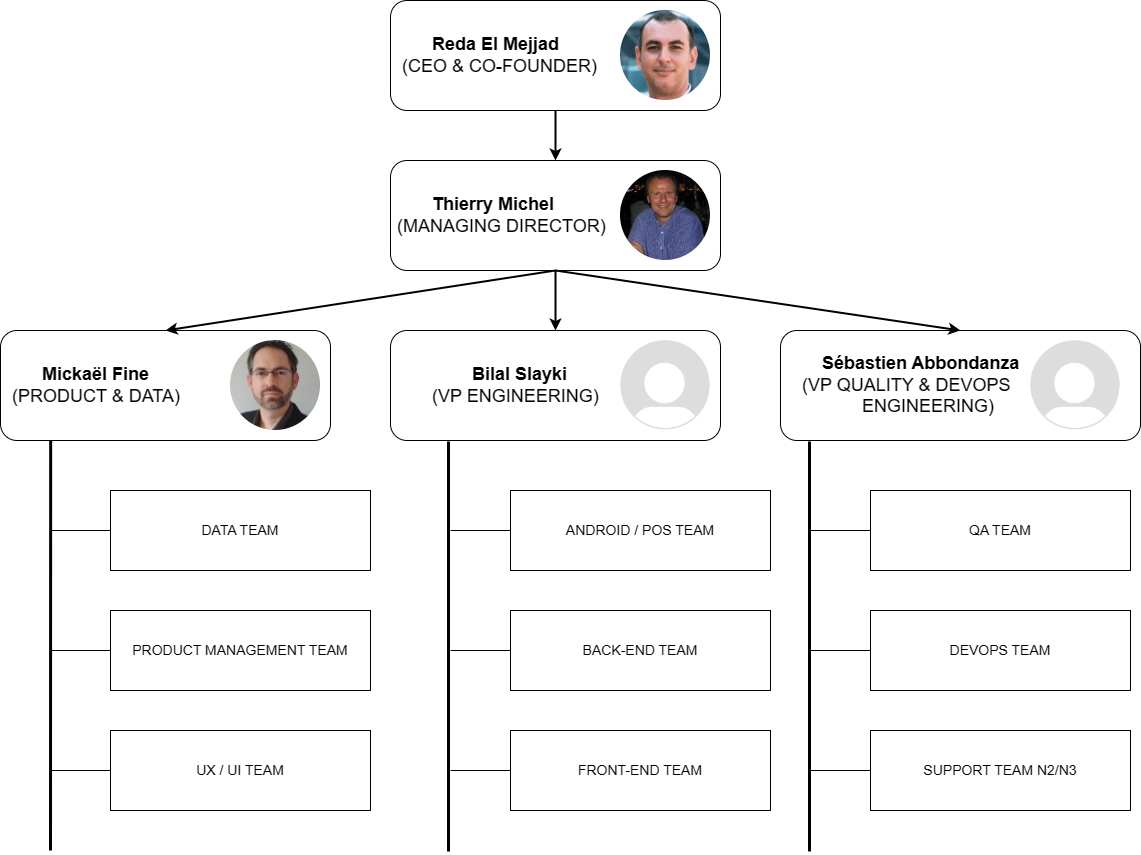 Reda El Mejjad
(CEO & CO-FOUNDER)
Thierry Michel
(MANAGING DIRECTOR)
Mickaël Fine
(PRODUCT & DATA)
Bilal Slayki
(VP ENGINEERING)
Sébastien Abbondanza
(VP QUALITY & DEVOPS
ENGINEERING)
DATA TEAM
ANDROID / POS TEAM
QA TEAM
PRODUCT MANAGEMENT TEAM
BACK-END TEAM
DEVOPS TEAM
UX / UI TEAM
FRONT-END TEAM
SUPPORT TEAM N2/N3